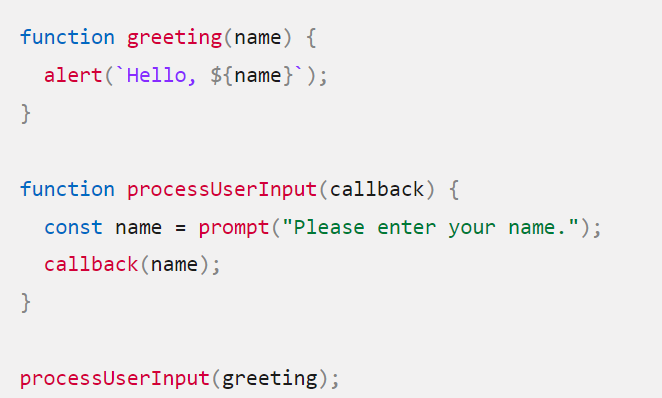 function greeting(name) {
  alert(`Hello, ${name}`);
}

function processUserInput(callback) {
  const name = prompt("Please enter your name.");
  callback(name);
}

processUserInput(greeting);